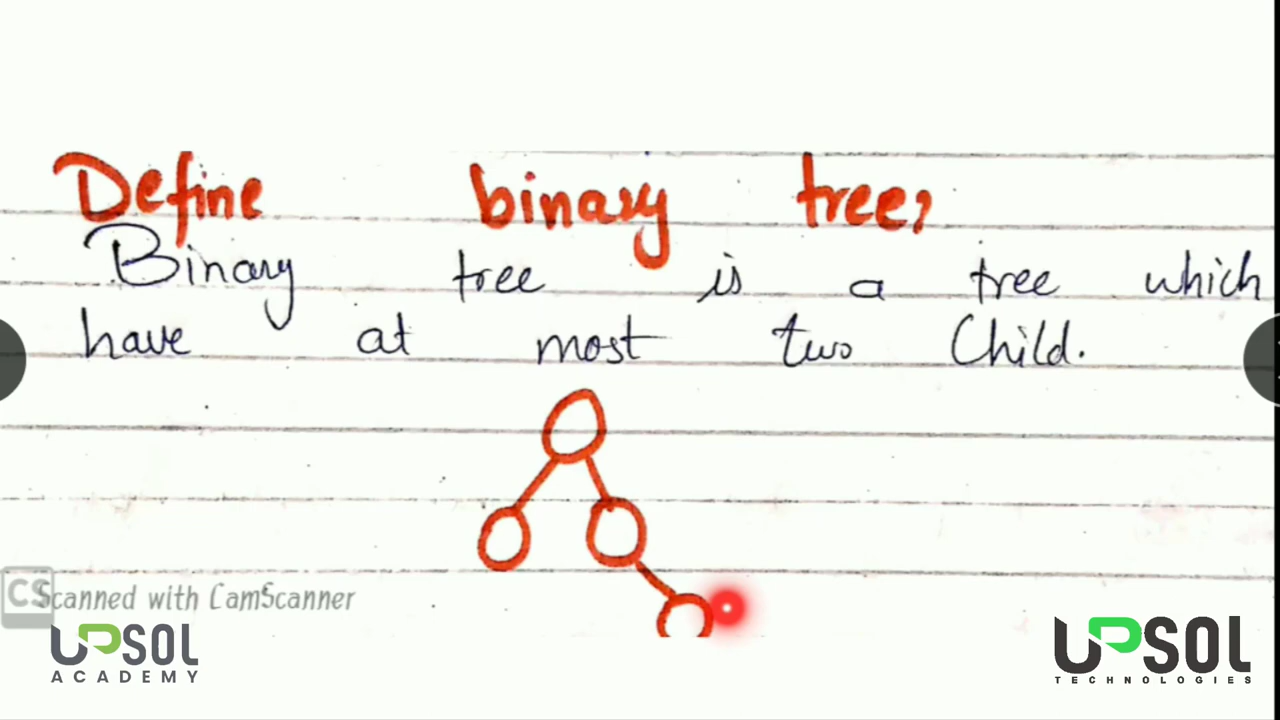 Define binary tree?
Binary tree is a tree which
have at most two Child.
CS Scanned with CamScanner
UPSOL
ACADEMY
UPSOL
TECHNOLOGIES